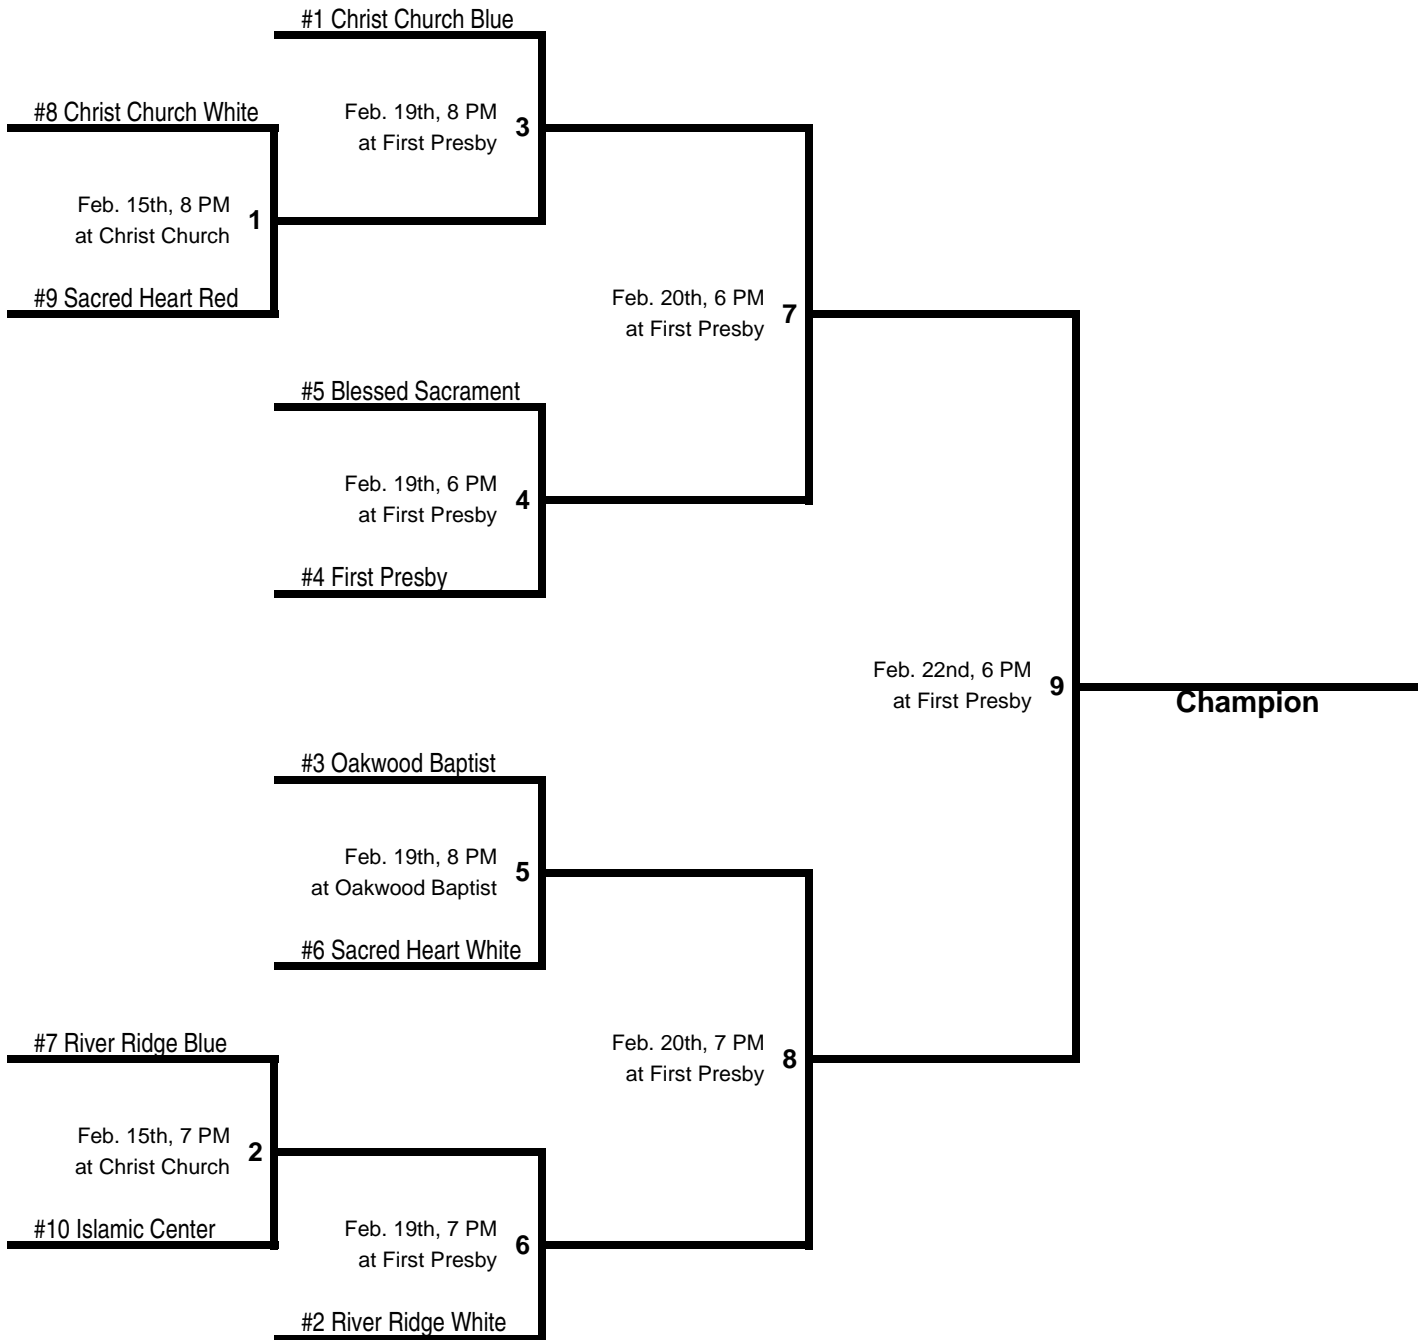 #1 Christ Church Blue
#8 Christ Church White
Feb. 19th, 8 PM
at First Presby
3
Feb. 15th, 8 PM
at Christ Church
1
#9 Sacred Heart Red
Feb. 20th, 6 PM
at First Presby
7
#5 Blessed Sacrament
Feb. 19th, 6 PM
at First Presby
4
#4 First Presby
Feb. 22nd, 6 PM
at First Presby
9
Champion
#3 Oakwood Baptist
Feb. 19th, 8 PM
at Oakwood Baptist
5
#6 Sacred Heart White
#7 River Ridge Blue
Feb. 20th, 7 PM
at First Presby
8
Feb. 15th, 7 PM
at Christ Church
2
#10 Islamic Center
Feb. 19th, 7 PM
at First Presby
6
#2 River Ridge White